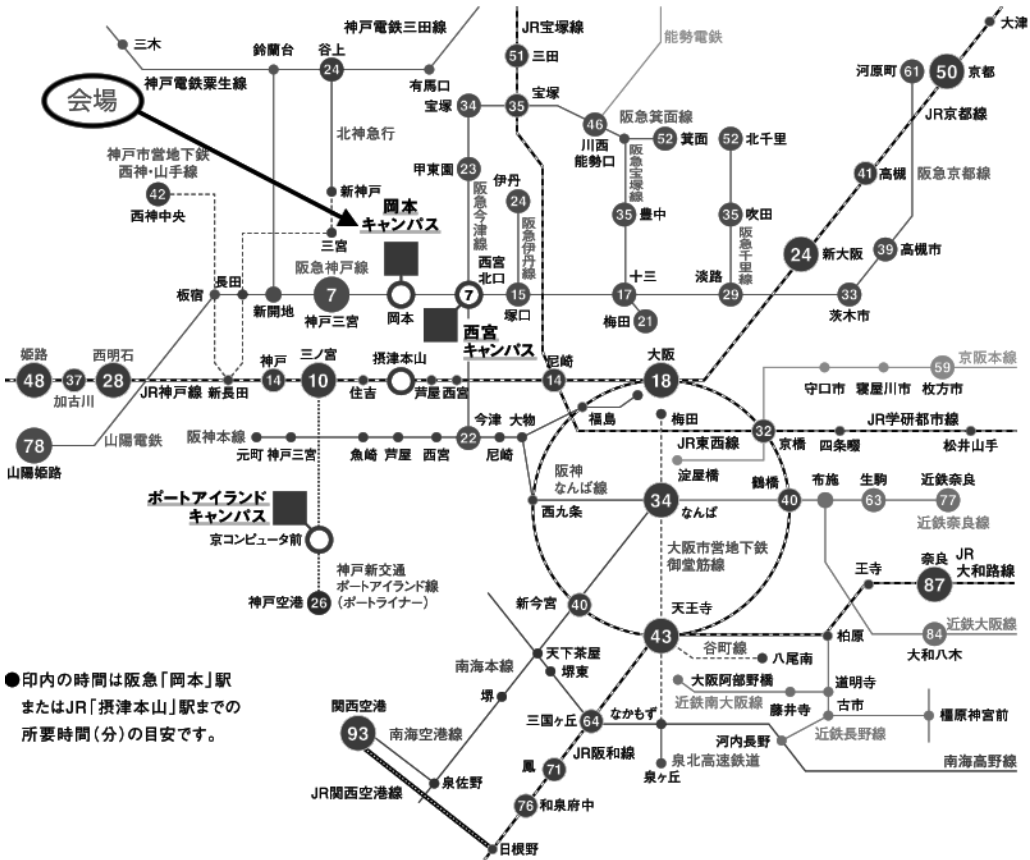 大津
三木
鈴蘭台
谷上
24
神戸電鉄三田線
神戸電鉄粟生線
有馬口
会場
北神急行
神戸市営地下鉄
西神・山手線
42
西神中央
新神戸
三宮
岡本
キャンパス
JR宝塚線
51
三田
能勢電鉄
宝塚
34
35
宝塚
46
川西
能勢口
阪急箕面線
52
箕面
52
北千里
甲東園
23
阪急今津線
伊丹
24
阪急伊丹線
阪急宝塚線
35
豊中
35
吹田
阪急千里線
河原町
61
50
京都
JR京都線
41
高槻
阪急京都線
24
新大阪
39
高槻市
33
茨木市
板宿
長田
新開地
阪急神戸線
7
神戸三宮
岡本
西宮
北口
7
15
塚口
西宮
キャンパス
十三
17
梅田
21
淡路
29
姫路
48
37
加古川
西明石
28
JR神戸線
新長田
神戸
14
三ノ宮
10
住吉
摂津本山
芦屋
西宮
尼崎
14
大阪
18
京阪本線
守口市
寝屋川市
59
枚方市
山陽電鉄
78
山陽姫路
阪神本線
元町
神戸三宮
魚崎
芦屋
西宮
22
今津
尼崎
大物
福島
梅田
JR東西線
淀屋橋
32
京橋
JR学研都市線
四条畷
松井山手
阪神
なんば線
西九条
34
なんば
鶴橋
40
布施
生駒
63
近鉄奈良
77
近鉄奈良線
ポートアイランド
キャンパス
京コンピュータ前
神戸新交通
ポートアイランド線
（ポートライナー）
神戸空港
26
大阪市営地下鉄
御堂筋線
新今宮
40
天王寺
43
王寺
奈良
87
JR
大和路線
柏原
近鉄大阪線
84
大和八木
谷町線
八尾南
南海本線
天下茶屋
堺東
堺
大阪阿部野橋
近鉄南大阪線
藤井寺
道明寺
古市
近鉄長野線
橿原神宮前
三国ヶ丘
64
なかもず
JR阪和線
河内長野
南海高野線
泉北高速鉄道
泉ヶ丘
鳳
71
76
和泉府中
日根野
関西空港
93
南海空港線
泉佐野
JR関西空港線
●印内の時間は阪急「岡本」駅
またはJR「摂津本山」駅までの
所要時間（分）の目安です。